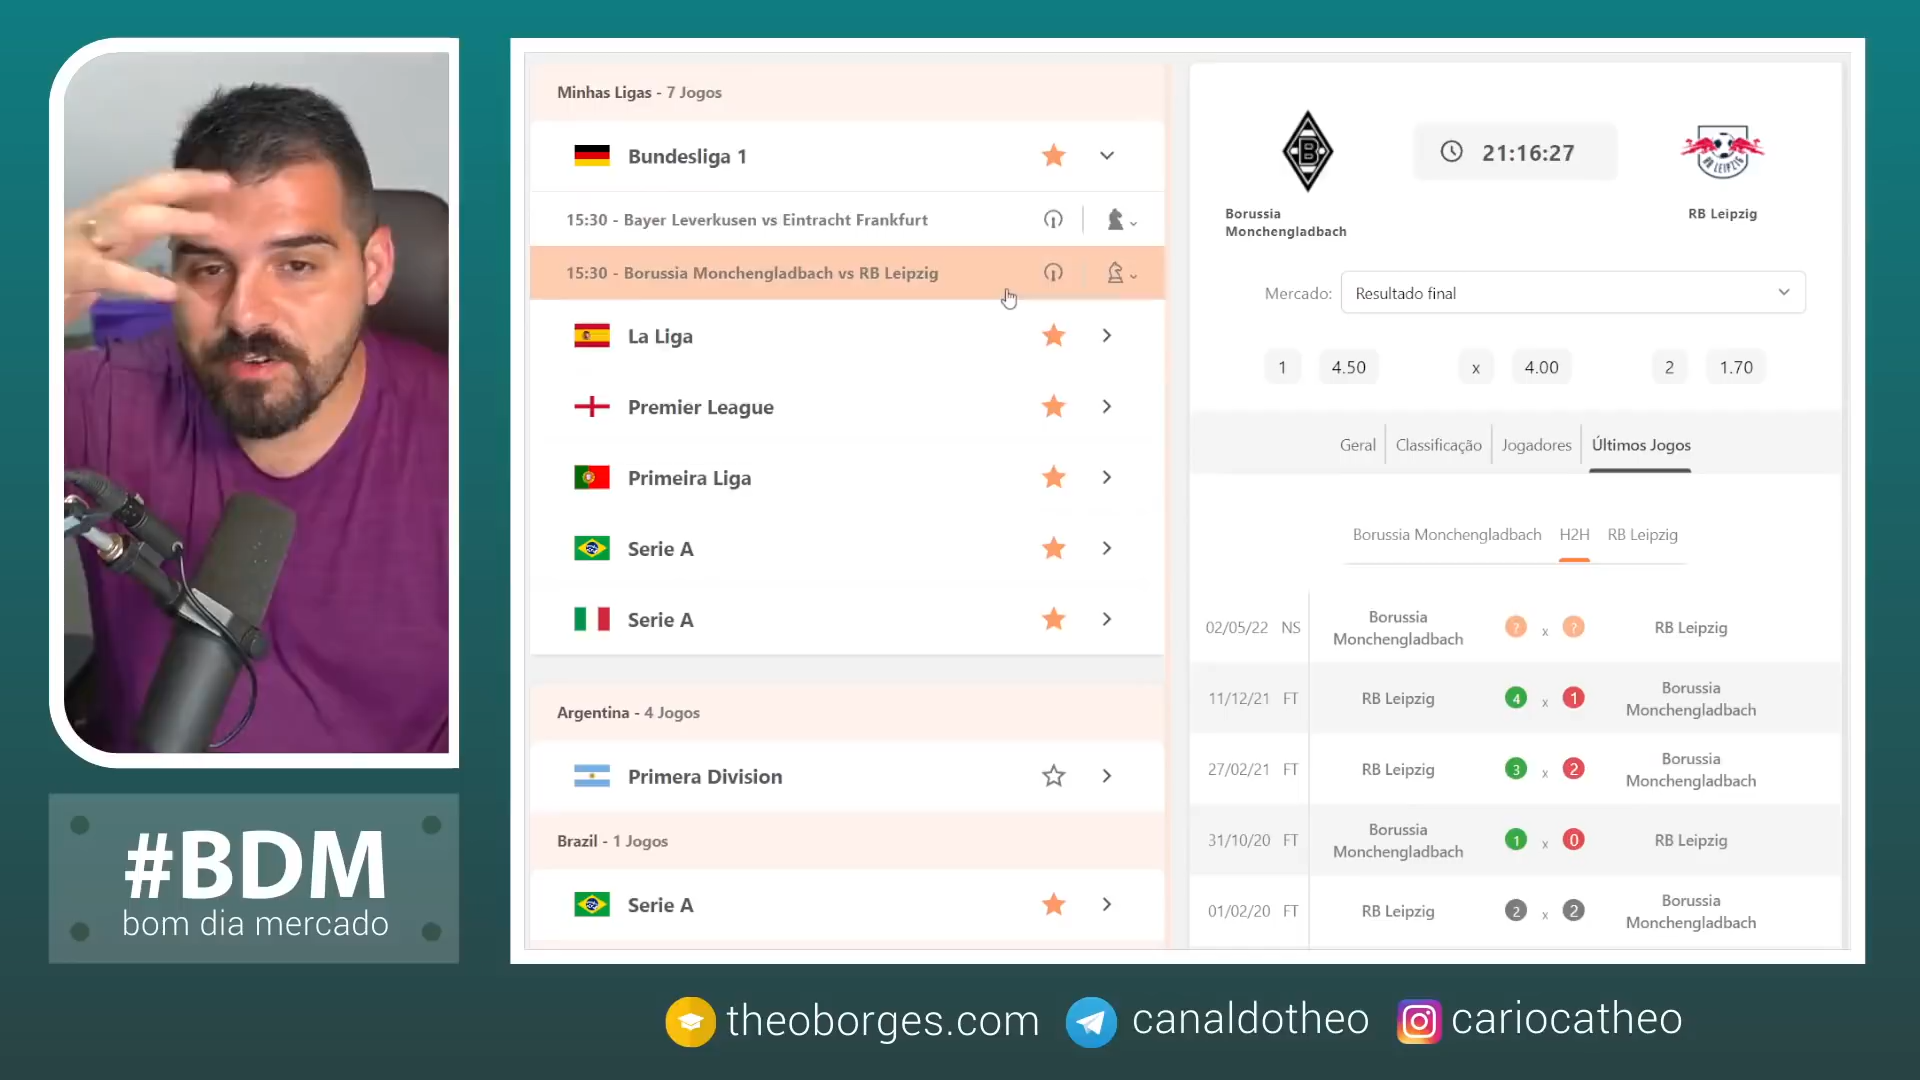 Minhas Ligas - 7 Jogos
Bundesliga 1
15:30 - Bayer Leverkusen vs Eintracht Frankfurt
15:30 - Borussia Monchengladbach vs RB Leipzig
La Liga
Premier League
Primeira Liga
Serie A
Serie A
Argentina - 4 Jogos
Primera Division
Brazil - 1 Jogos
Serie A
B
21:16:27
RB LEIPZIG
Borussia
Monchengladbach
RB Leipzig
Mercado: Resultado final
1 4.50 x 4.00 2 1.70
Geral Classificação Jogadores Últimos Jogos
Borussia Monchengladbach H2H RB Leipzig
02/05/22 NS Borussia Monchengladbach ? x ? RB Leipzig
11/12/21 FT RB Leipzig 4 x 1 Borussia Monchengladbach
27/02/21 FT RB Leipzig 3 x 2 Borussia Monchengladbach
31/10/20 FT Borussia Monchengladbach 1 x 0 RB Leipzig
01/02/20 FT RB Leipzig 2 x 2 Borussia Monchengladbach
#BDM
bom dia mercado
theoborges.com canaldotheo cariocatheo